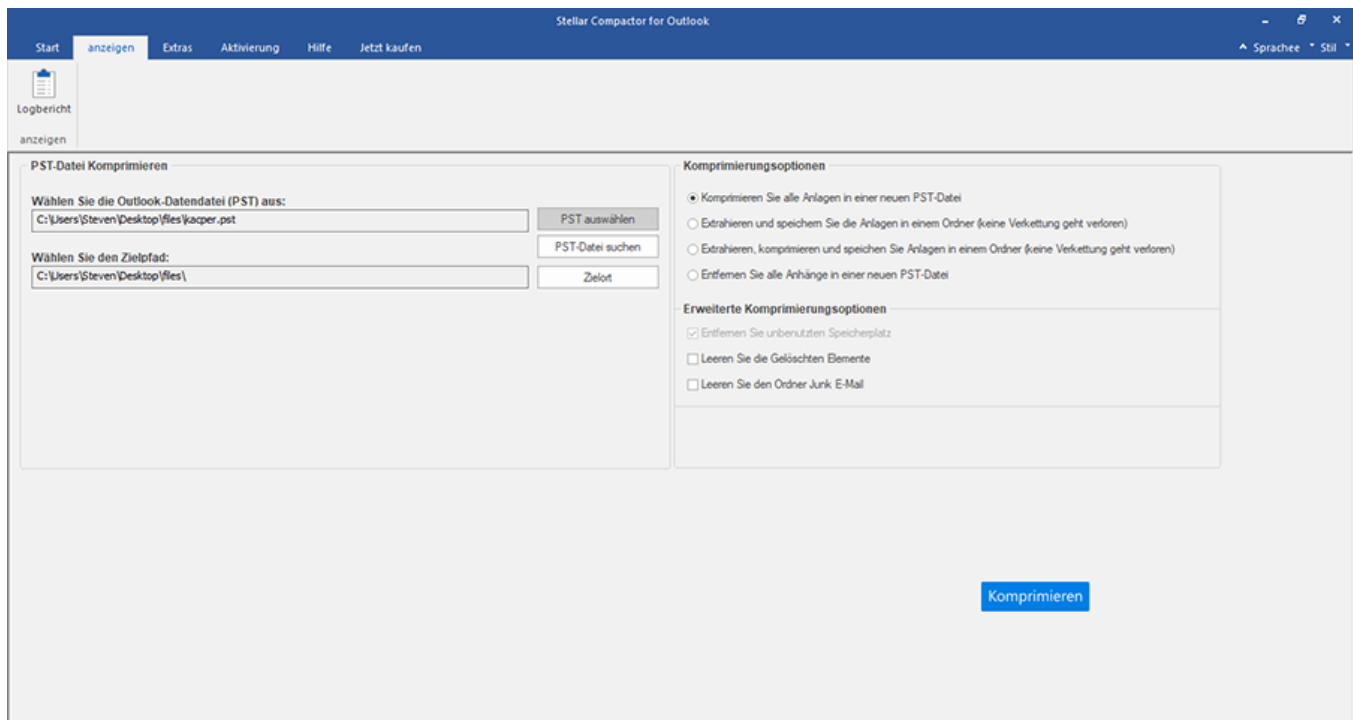 Stellar Compactor for Outlook
Start anzeigen Extras Aktivierung Hilfe Jetzt kaufen Sprachee Stil
Logbericht
anzeigen
PST-Datei Komprimieren
Wählen Sie die Outlook-Datendatei (PST) aus:
C:\Users\Steven\Desktop\files\kacper.pst
PST auswählen
PST-Datei suchen
Wählen Sie den Zielpfad:
C:\Users\Steven\Desktop\files\
Zielort
Komprimierungsoptionen
Komprimieren Sie alle Anlagen in einer neuen PST-Datei
Extrahieren und speichern Sie die Anlagen in einem Ordner (keine Verkettung geht verloren)
Extrahieren, komprimieren und speichen Sie Anlagen in einem Ordner (keine Verkettung geht verloren)
Entfernen Sie alle Anhänge in einer neuen PST-Datei
Erweiterte Komprimierungsoptionen
Entfernen Sie unbenutzten Speicherplatz
Leeren Sie die Gelöschten Elemente
Leeren Sie den Ordner Junk E-Mail
Komprimieren